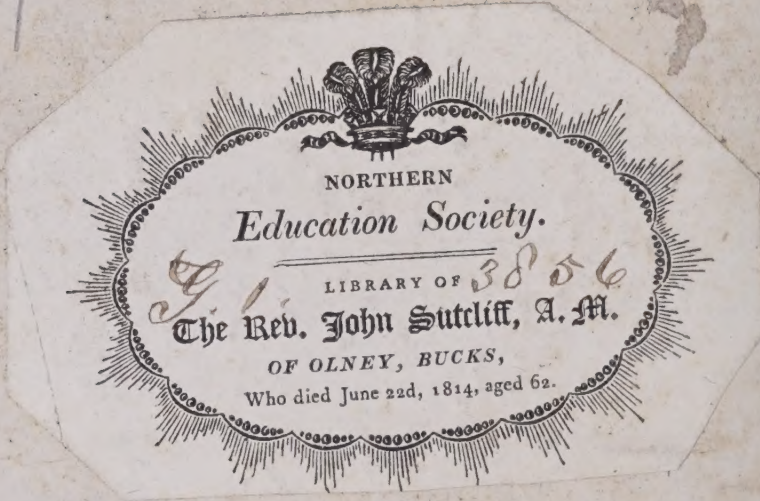 NORTHERN
Education Society.
LIBRARY OF 3856
The Rev. John Sutcliff, A. M.
OF OLNEY, BUCKS,
Who died June 22d, 1814, aged 62.